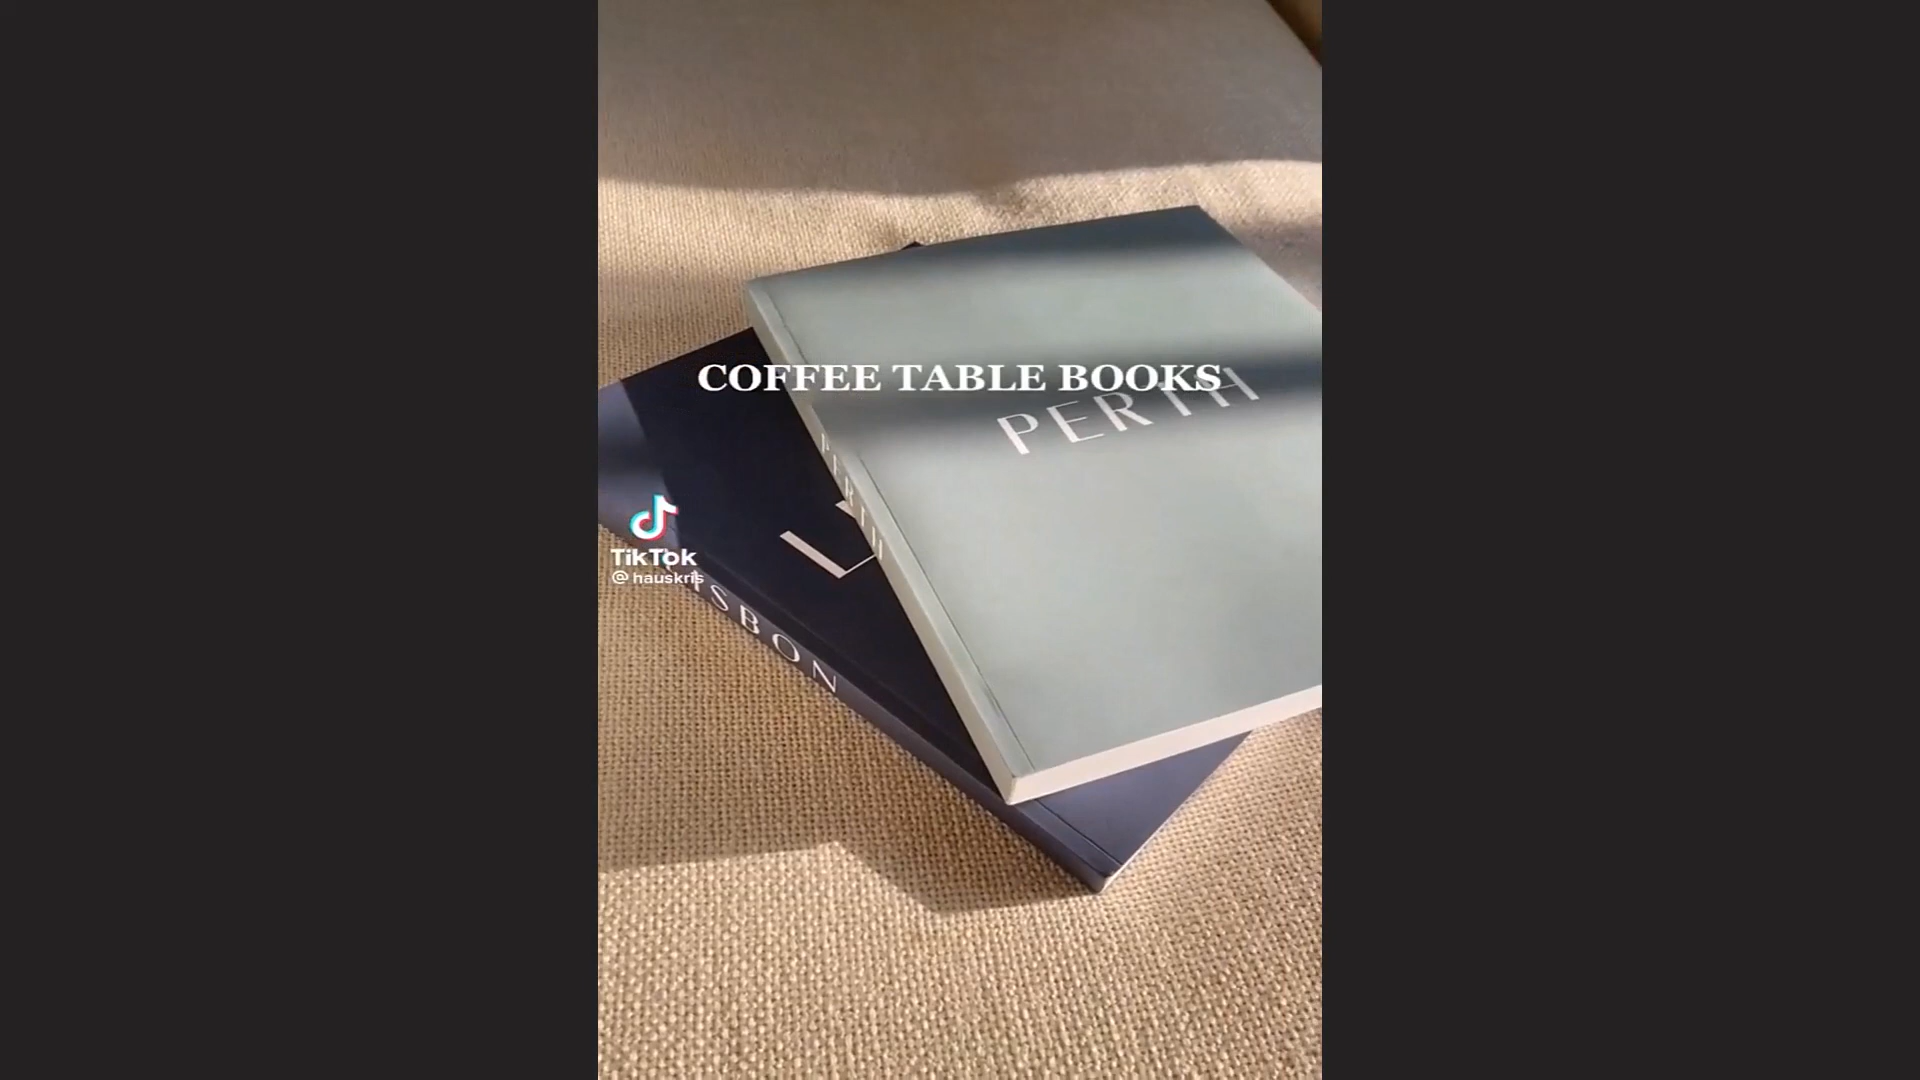 COFFEE TABLE BOOKS
PERTH
PERTH
TikTok
@hauskris